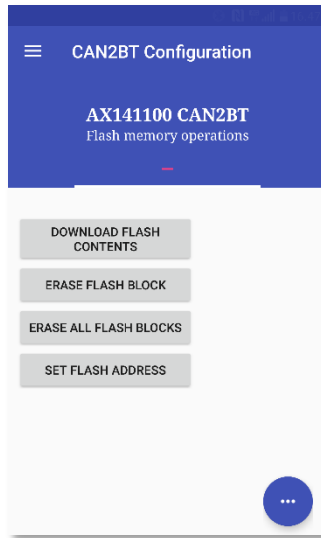 CAN2BT Configuration
AX141100 CAN2BT
Flash memory operations
DOWNLOAD FLASH
CONTENTS
ERASE FLASH BLOCK
ERASE ALL FLASH BLOCKS
SET FLASH ADDRESS